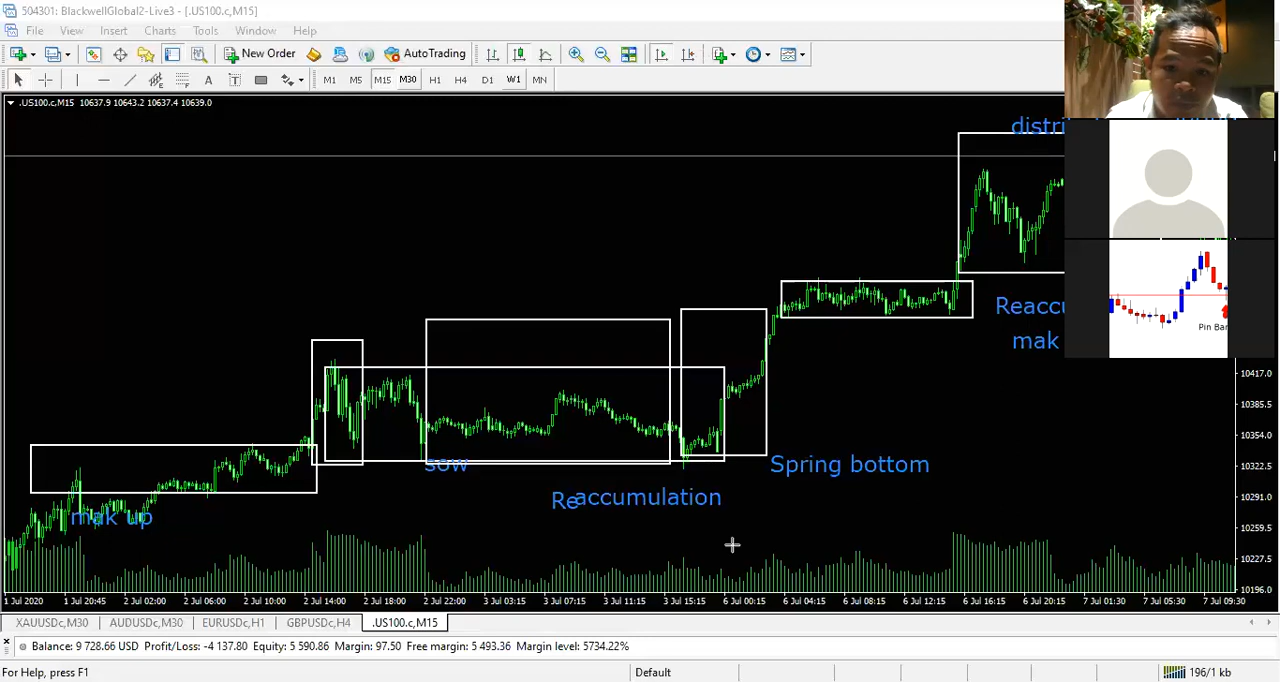 504301: BlackwellGlobal2-Live3 - [.US100.c,M15]
File View Insert Charts Tools Window Help
New Order AutoTrading
A T M1 M5 M15 M30 H1 H4 D1 W1 MN
.US100.c,M15 10637.9 10643.2 10637.4 10639.0
Pin Bar
mak
10417.0
10385.5
10354.0
10322.5
10291.0
10259.5
10227.5
10196.0
sow
Spring bottom
Re accumulation
mak up
1 Jul 2020 1 Jul 20:45 2 Jul 02:00 2 Jul 06:00 2 Jul 10:00 2 Jul 14:00 2 Jul 18:00 2 Jul 22:00 3 Jul 03:15 3 Jul 07:15 3 Jul 11:15 3 Jul 15:15 6 Jul 00:15 6 Jul 04:15 6 Jul 08:15 6 Jul 12:15 6 Jul 16:15 6 Jul 20:15 7 Jul 01:30 7 Jul 05:30 7 Jul 09:30
XAUUSDc,M30 AUDUSDc,M30 EURUSDc,H1 GBPUSDc,H4 .US100.c,M15
Balance: 9 728.66 USD Profit/Loss: -4 137.80 Equity: 5 590.86 Margin: 97.50 Free margin: 5 493.36 Margin level: 5734.22%
For Help, press F1 Default 196/1 kb